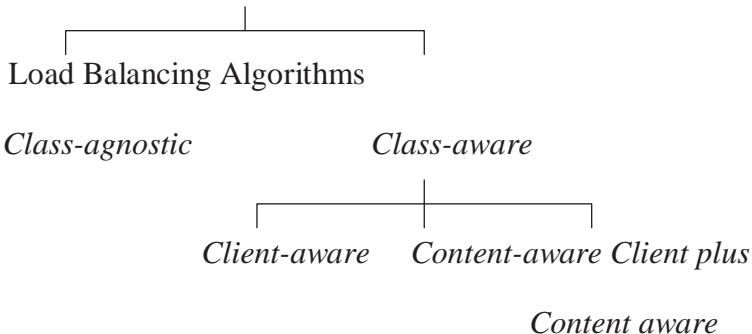 Load Balancing Algorithms
Class-agnostic Class-aware
Client-aware Content-aware Client plus
Content aware